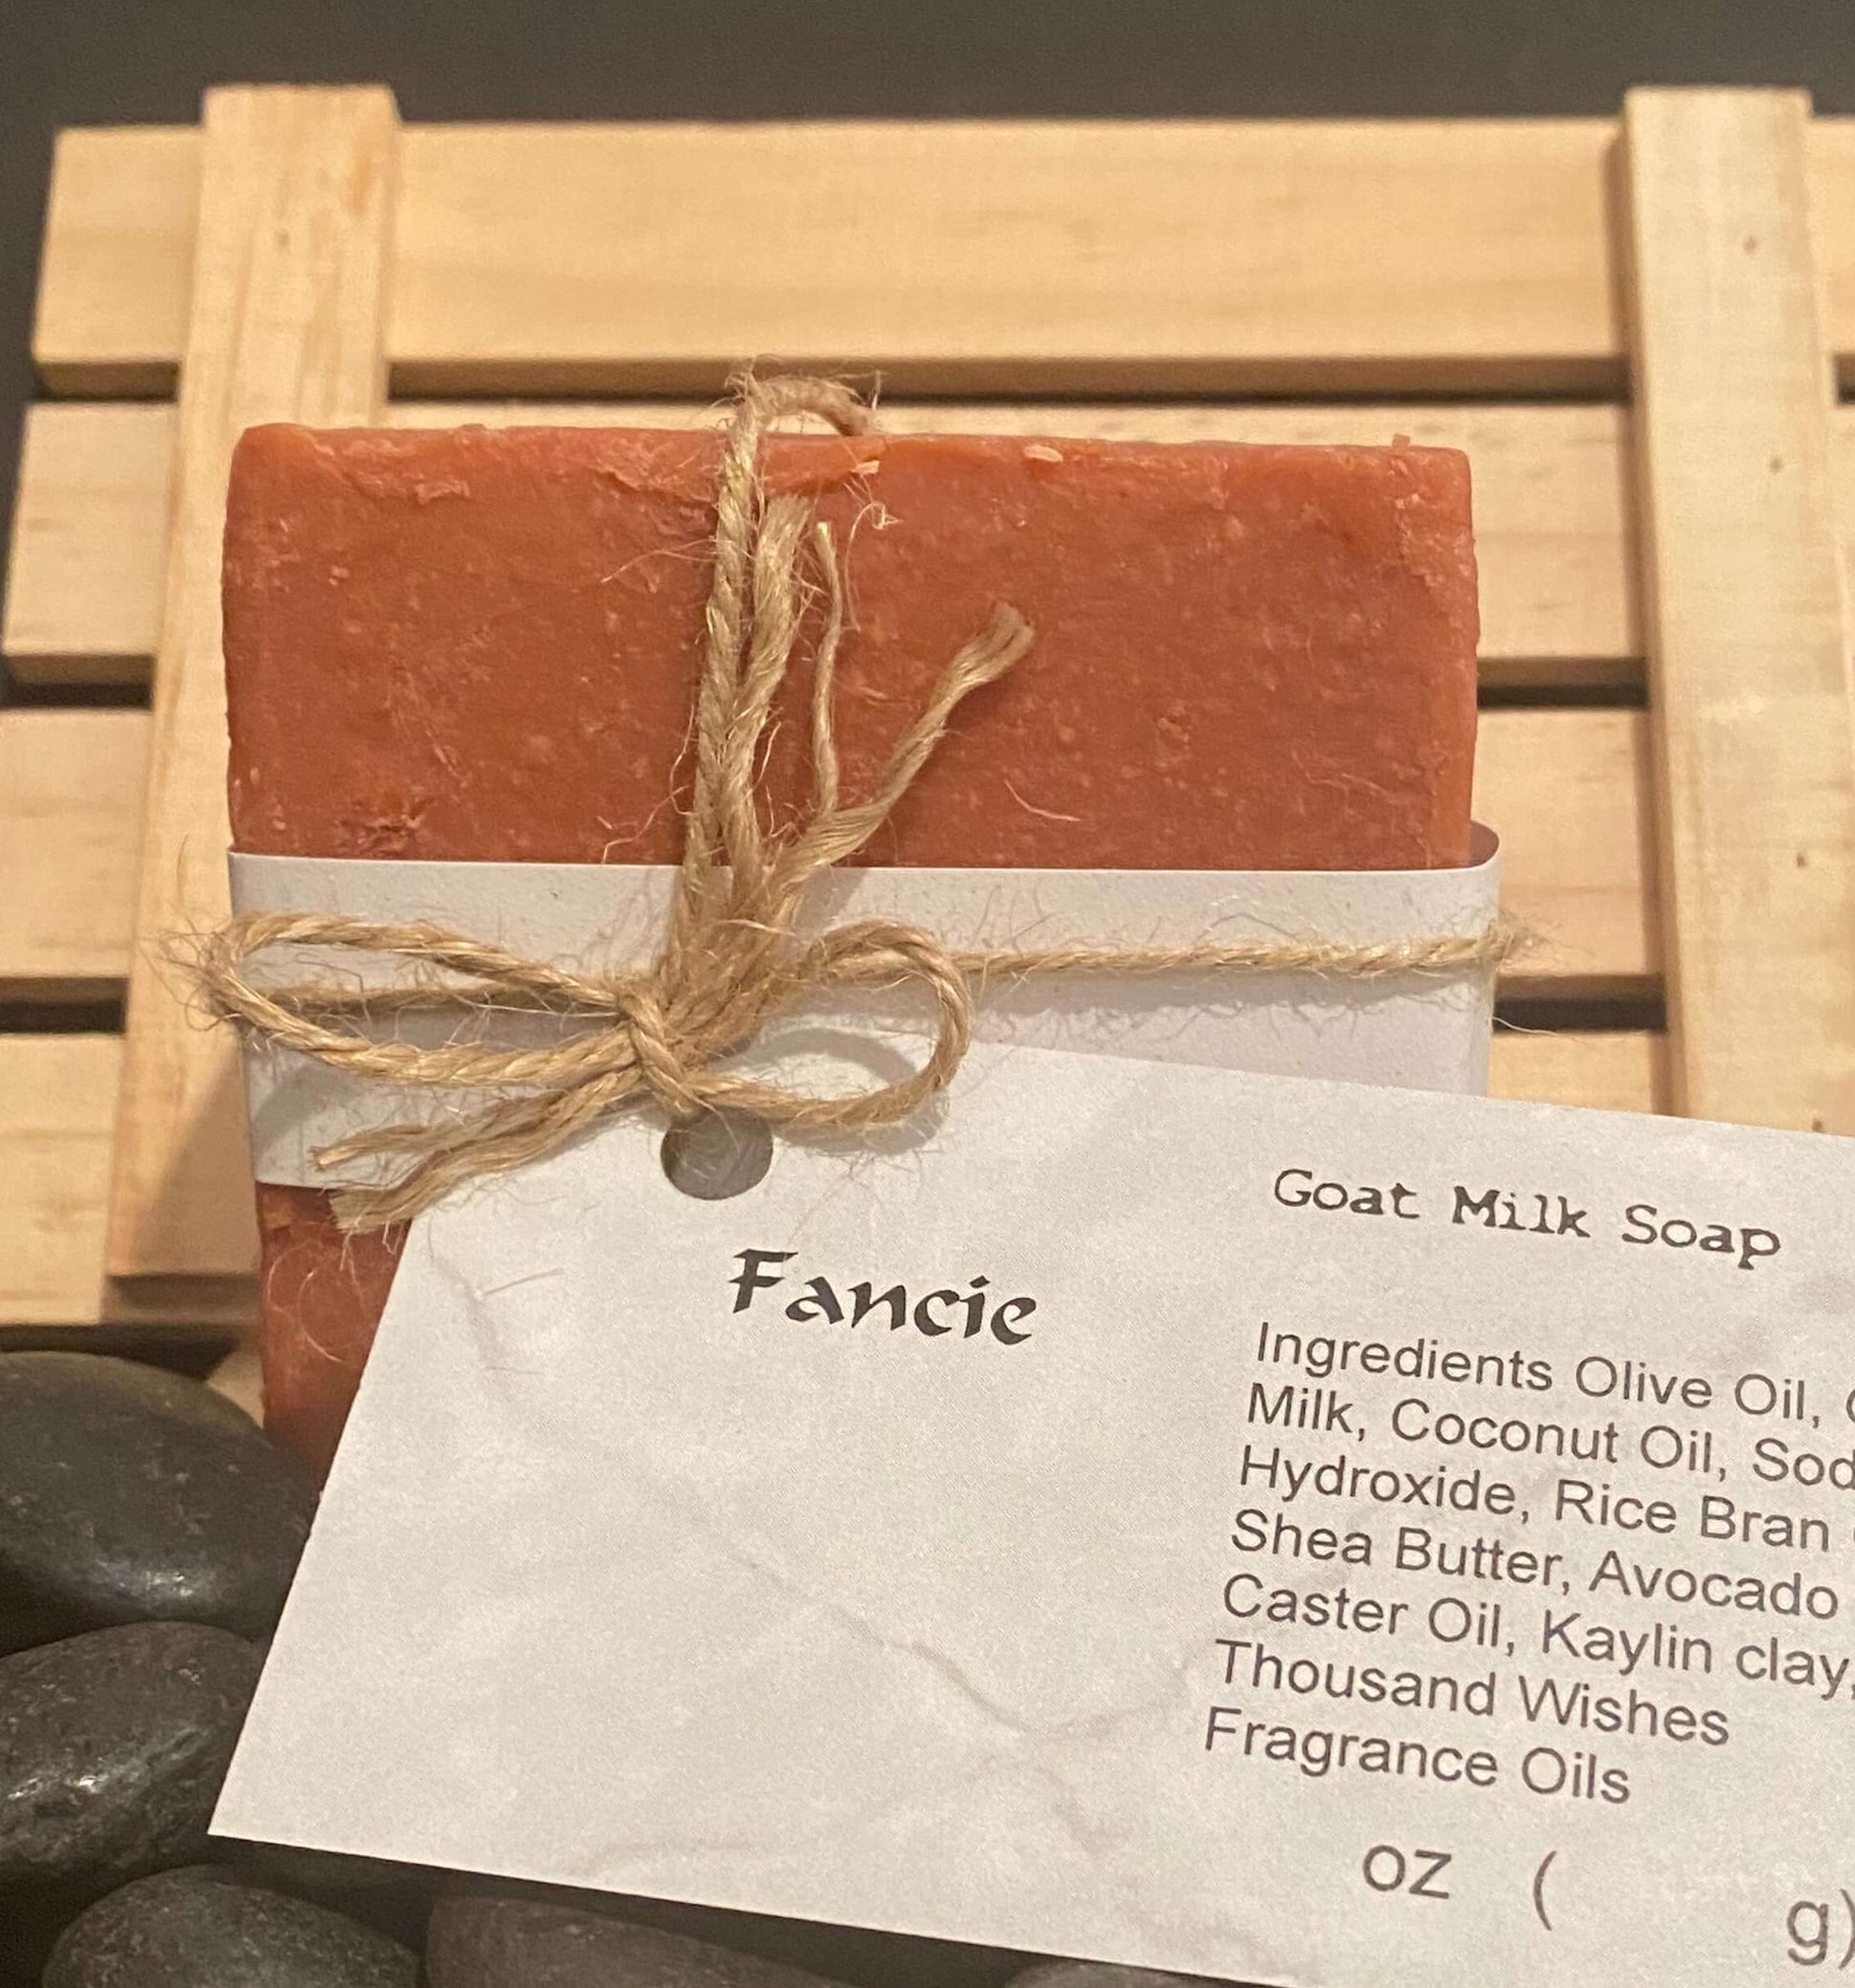 Fancie
Goat Milk Soap
Ingredients Olive Oil,
Milk, Coconut Oil,
Hydroxide, Rice Bran
Shea Butter, Avocado
Caster Oil, Kaylin clay,
Thousand Wishes
Fragrance Oils
oz ( g)